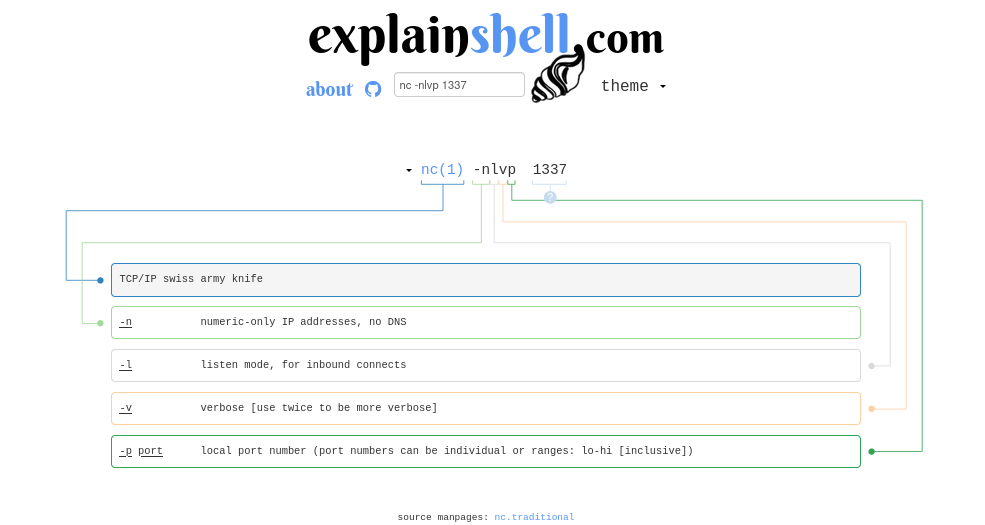 explainshell.com
about nc -nlvp 1337 theme
nc(1) -nlvp 1337
?
TCP/IP swiss army knife
-n numeric-only IP addresses, no DNS
-l listen mode, for inbound connects
-v verbose [use twice to be more verbose]
-p port local port number (port numbers can be individual or ranges: lo-hi [inclusive])
source manpages: nc.traditional